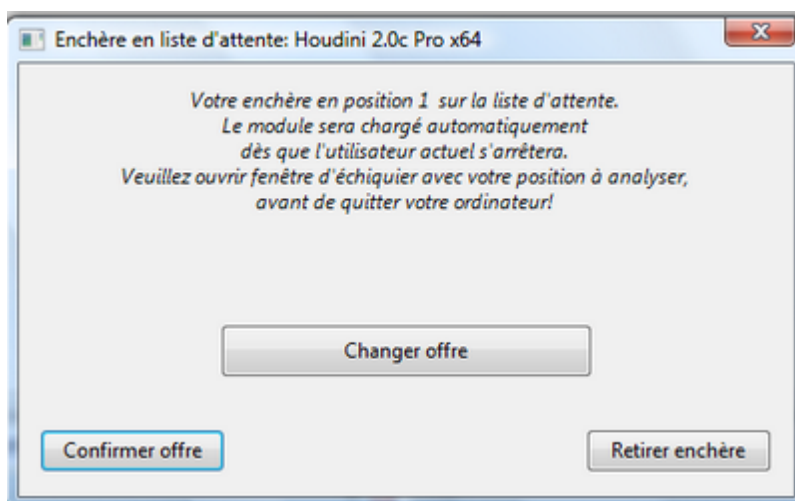 Enchère en liste d'attente: Houdini 2.0c Pro x64
Votre enchère en position 1 sur la liste d'attente.
Le module sera chargé automatiquement
dès que l'utilisateur actuel s'arrêtera.
Veuillez ouvrir fenêtre d'échiquier avec votre position à analyser,
avant de quitter votre ordinateur!
Changer offre
Confirmer offre
Retirer enchère